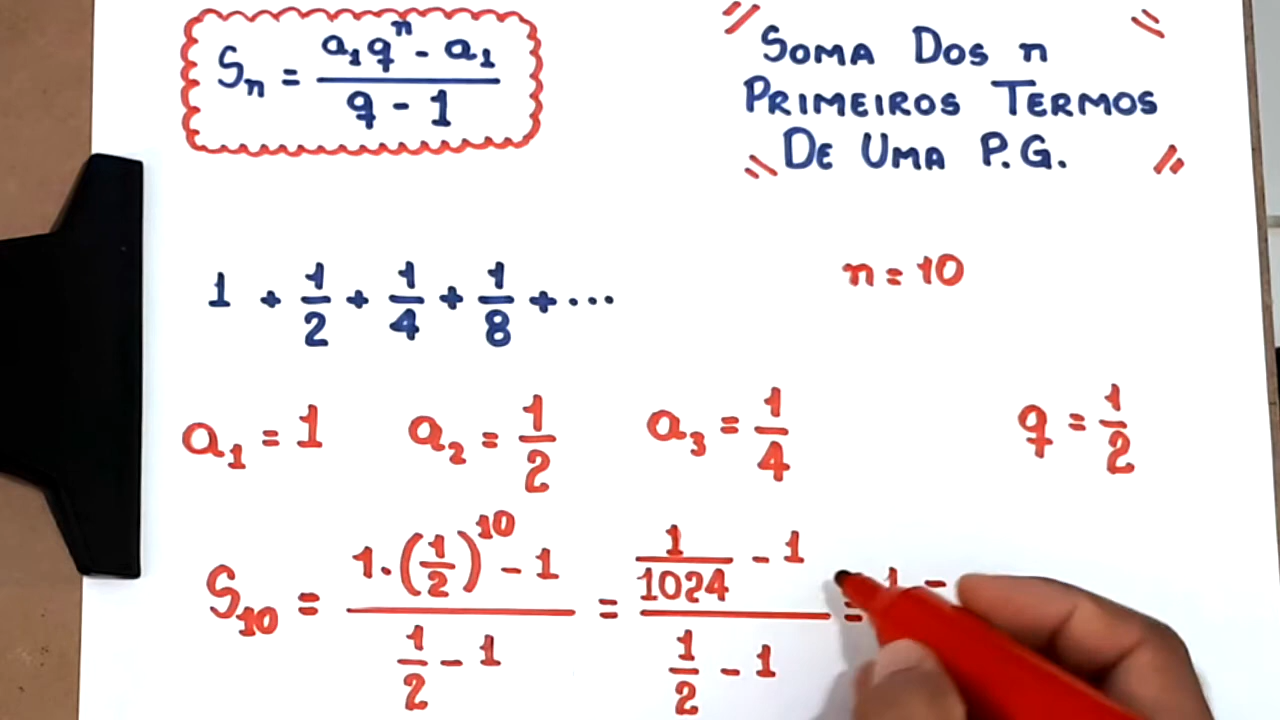 Sn = (a₁qⁿ - a₁)/(q - 1)
SOMA DOS n
PRIMEIROS TERMOS
DE UMA P.G.
1 + 1/2 + 1/4 + 1/8 + ...
n = 10
a₁ = 1 a₂ = 1/2 a₃ = 1/4 q = 1/2
S₁₀ = (1·(1/2)¹⁰ - 1)/(1/2 - 1) = (1/1024 - 1)/(1/2 - 1) = 1 -